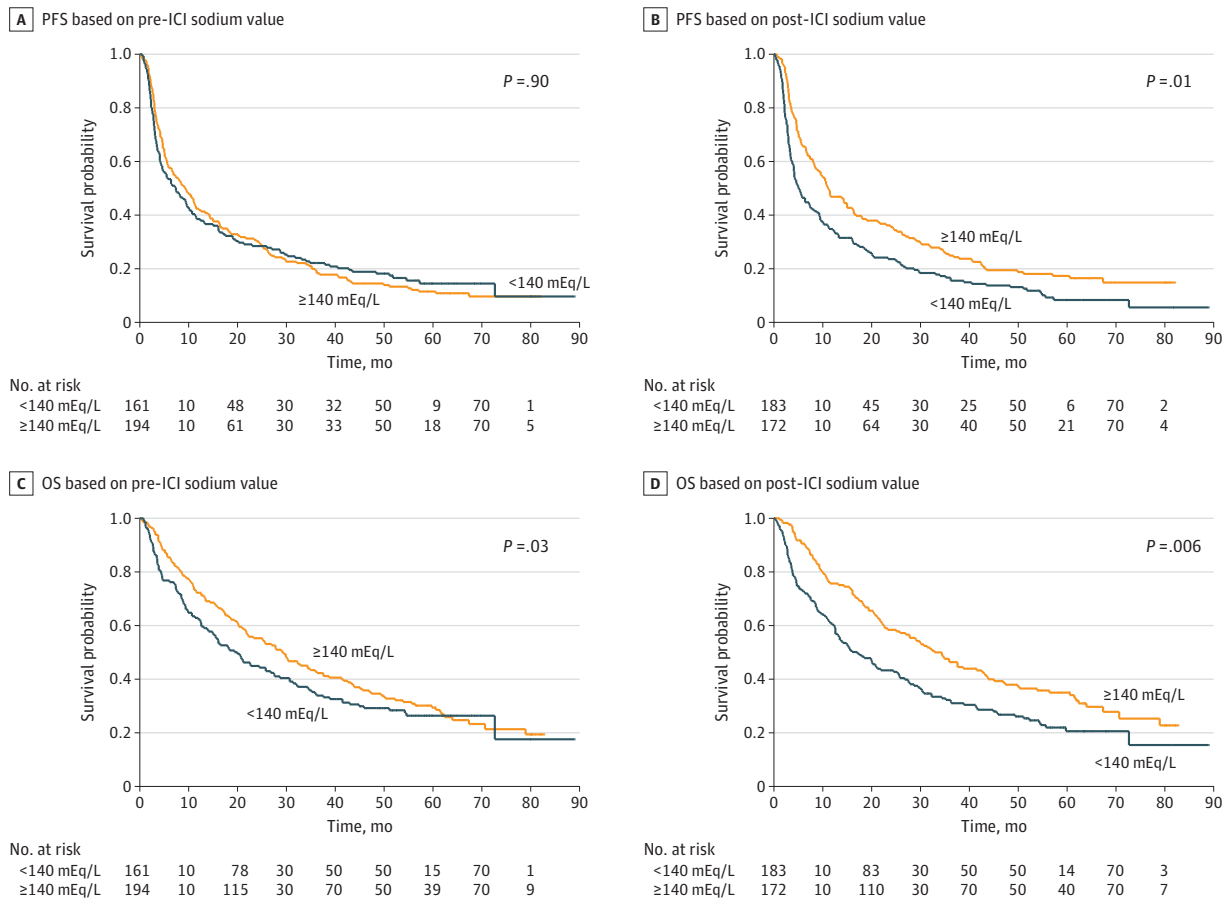 A PFS based on pre-ICI sodium value
1.0
0.8
0.6
0.4
0.2
0
Survival probability
P =.90
<140 mEq/L
≥140 mEq/L
0 10 20 30 40 50 60 70 80 90
Time, mo
No. at risk
<140 mEq/L 161 10 48 30 32 50 9 70 1
≥140 mEq/L 194 10 61 30 33 50 18 70 5
B PFS based on post-ICI sodium value
1.0
0.8
0.6
0.4
0.2
0
Survival probability
P =.01
≥140 mEq/L
<140 mEq/L
0 10 20 30 40 50 60 70 80 90
Time, mo
No. at risk
<140 mEq/L 183 10 45 30 25 50 6 70 2
≥140 mEq/L 172 10 64 30 40 50 21 70 4
C OS based on pre-ICI sodium value
1.0
0.8
0.6
0.4
0.2
0
Survival probability
P =.03
≥140 mEq/L
<140 mEq/L
0 10 20 30 40 50 60 70 80 90
Time, mo
No. at risk
<140 mEq/L 161 10 78 30 50 50 15 70 1
≥140 mEq/L 194 10 115 30 70 50 39 70 9
D OS based on post-ICI sodium value
1.0
0.8
0.6
0.4
0.2
0
Survival probability
P =.006
≥140 mEq/L
<140 mEq/L
0 10 20 30 40 50 60 70 80 90
Time, mo
No. at risk
<140 mEq/L 183 10 83 30 50 50 14 70 3
≥140 mEq/L 172 10 110 30 70 50 40 70 7